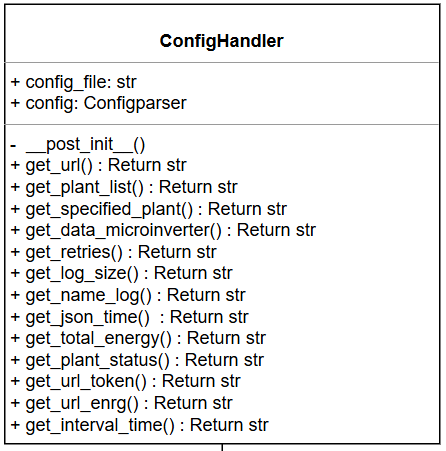 ConfigHandler
+ config_file: str
+ config: Configparser
- __post_init__()
+ get_url() : Return str
+ get_plant_list() : Return str
+ get_specified_plant() : Return str
+ get_data_microinverter() : Return str
+ get_retries() : Return str
+ get_log_size() : Return str
+ get_name_log() : Return str
+ get_json_time()  : Return str
+ get_total_energy() : Return str
+ get_plant_status() : Return str
+ get_url_token() : Return str
+ get_url_enrg() : Return str
+ get_interval_time() : Return str